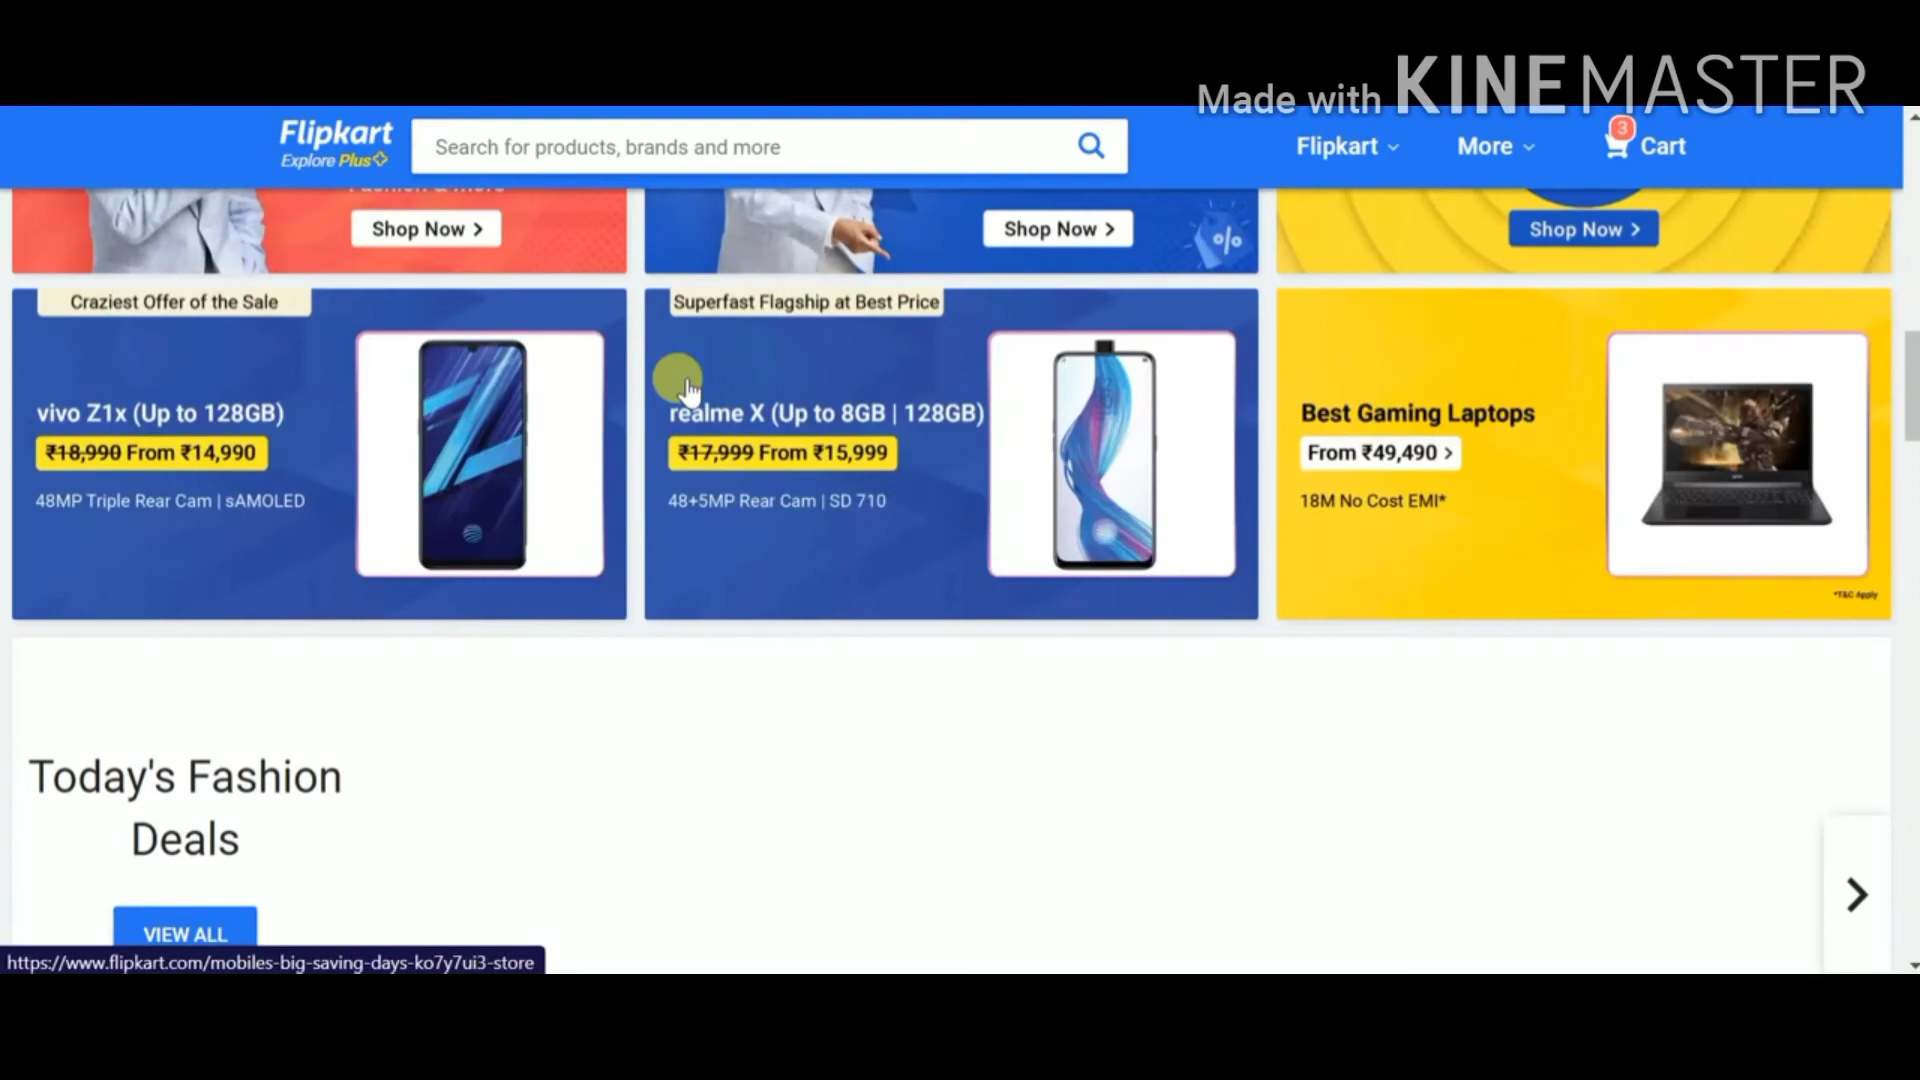 Made with KINEMASTER
Flipkart
Explore Plus
Search for products, brands and more
Flipkart
More
3
Cart
Fashion & more
Shop Now
Shop Now
%
Shop Now
Craziest Offer of the Sale
vivo Z1x (Up to 128GB)
₹18,990 From ₹14,990
48MP Triple Rear Cam | sAMOLED
Superfast Flagship at Best Price
realme X (Up to 8GB | 128GB)
₹17,999 From ₹15,999
48+5MP Rear Cam | SD 710
Best Gaming Laptops
From ₹49,490 >
18M No Cost EMI*
*T&C Apply
Today's Fashion
Deals
VIEW ALL
https://www.flipkart.com/mobiles-big-saving-days-ko7y7ui3-store